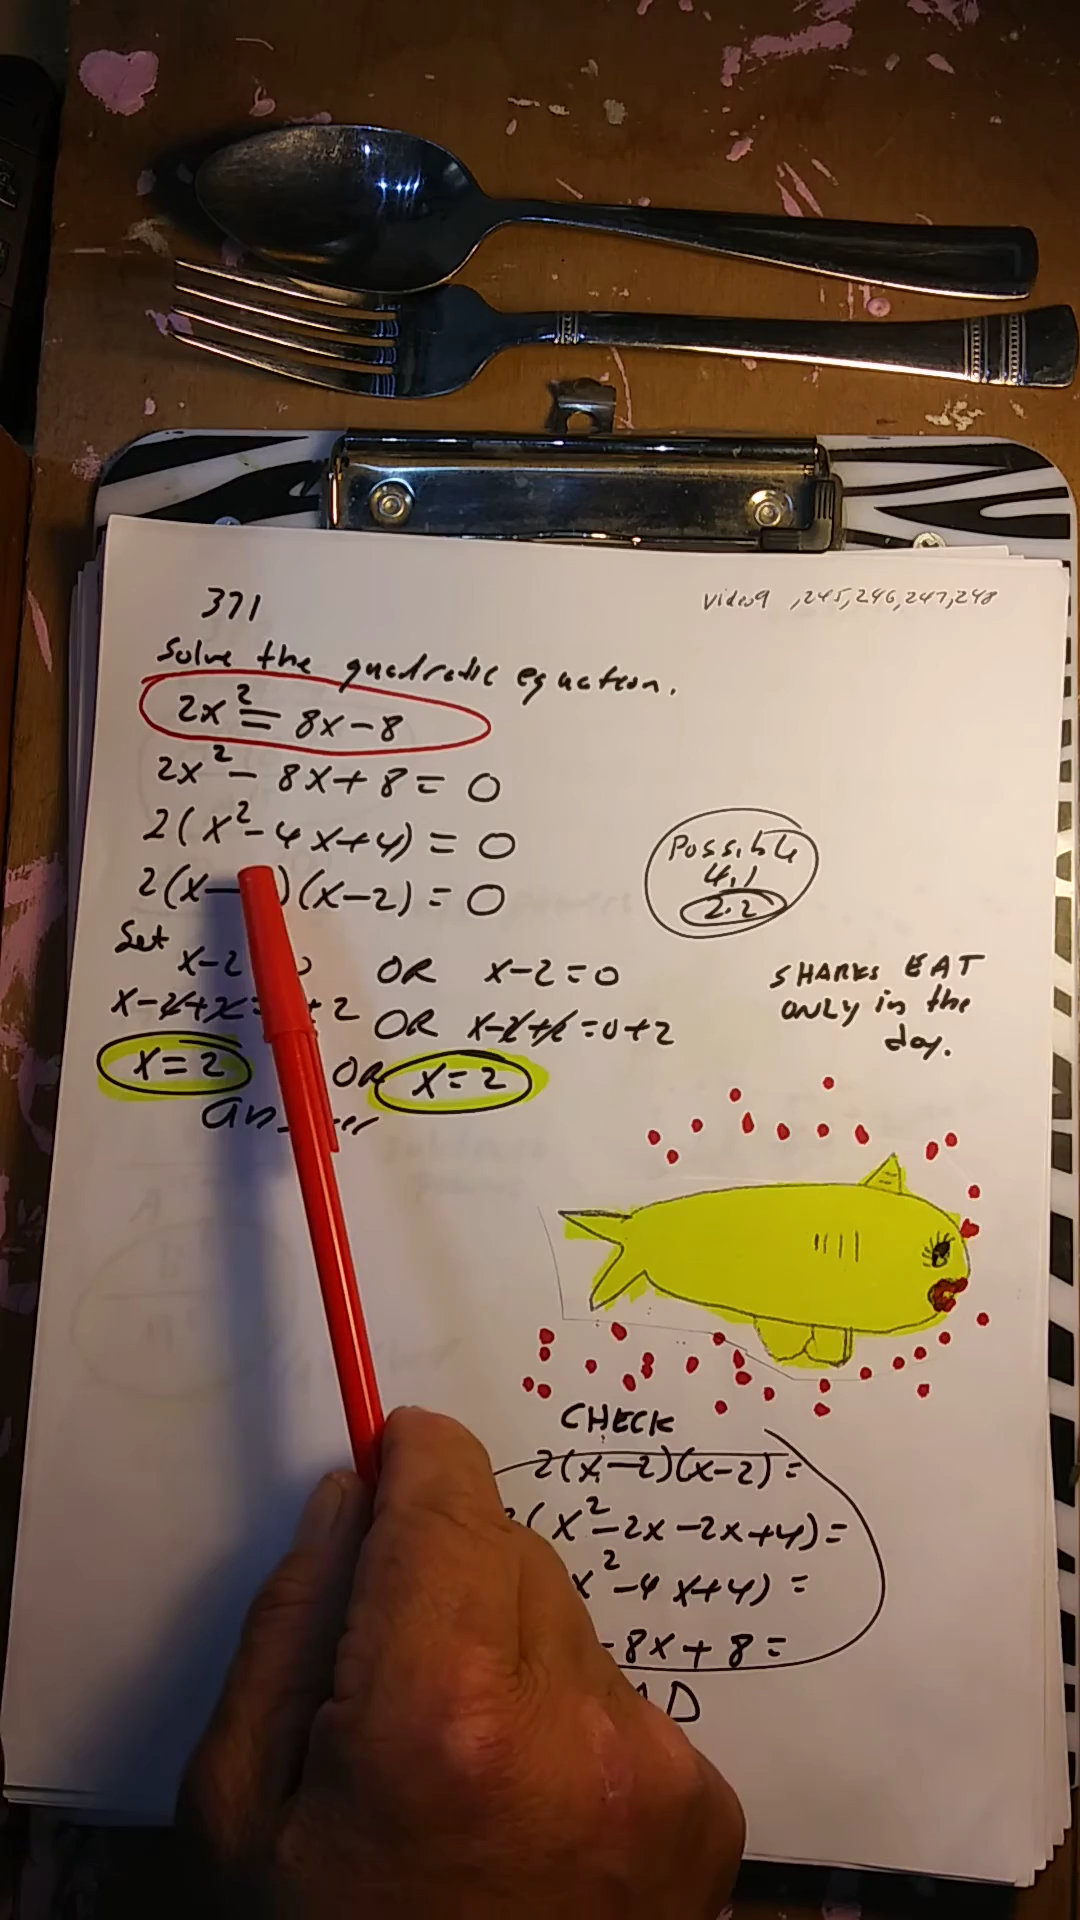 371
video9 ,245,246,247,248
Solve the quadratic equation.
2x² = 8x-8
2x² - 8x+8 = 0
2(x²-4x+4) = 0
2(x- )(x-2) = 0
Possible
4.1
2.2
Set
x-2 OR x-2=0
x-2+2= +2 OR x-2+2=0+2
x=2 OR x=2
SHARKS EAT
ONLY in the
day.
CHECK
2(x-2)(x-2)=
(x²-2x-2x+4)=
x²-4x+4)=
-8x+8=